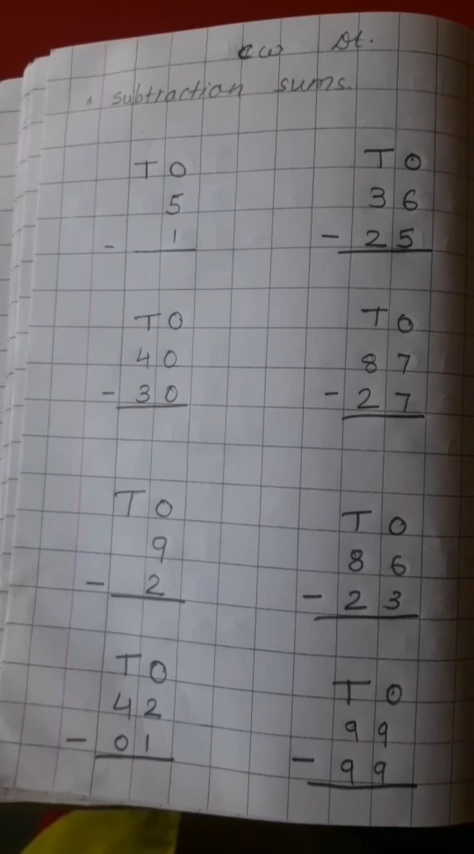 cw Dt.
subtraction sums.
T O T O
5 36
- 1 - 25
T O T O
40 87
- 30 - 27
T O T O
9 86
- 2 - 23
T O T O
42 99
- 01 - 99